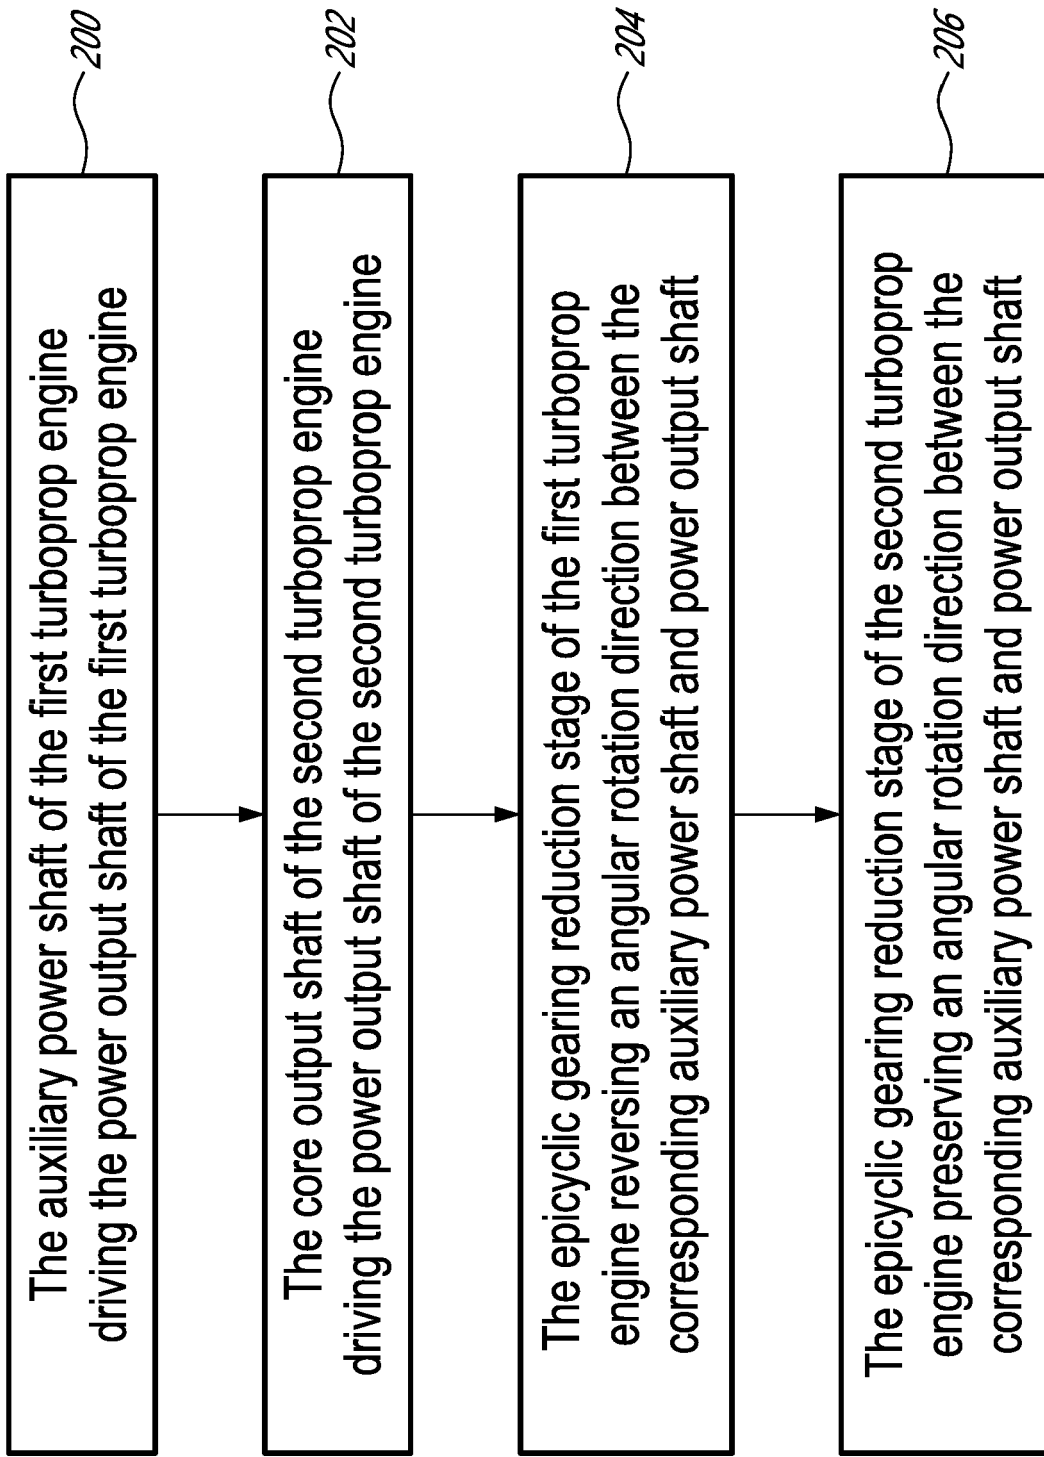 The auxiliary power shaft of the first turboprop engine
driving the power output shaft of the first turboprop engine
200
The core output shaft of the second turboprop engine
driving the power output shaft of the second turboprop engine
202
The epicyclic gearing reduction stage of the first turboprop
engine reversing an angular rotation direction between the
corresponding auxiliary power shaft and power output shaft
204
The epicyclic gearing reduction stage of the second turboprop
engine preserving an angular rotation direction between the
corresponding auxiliary power shaft and power output shaft
206